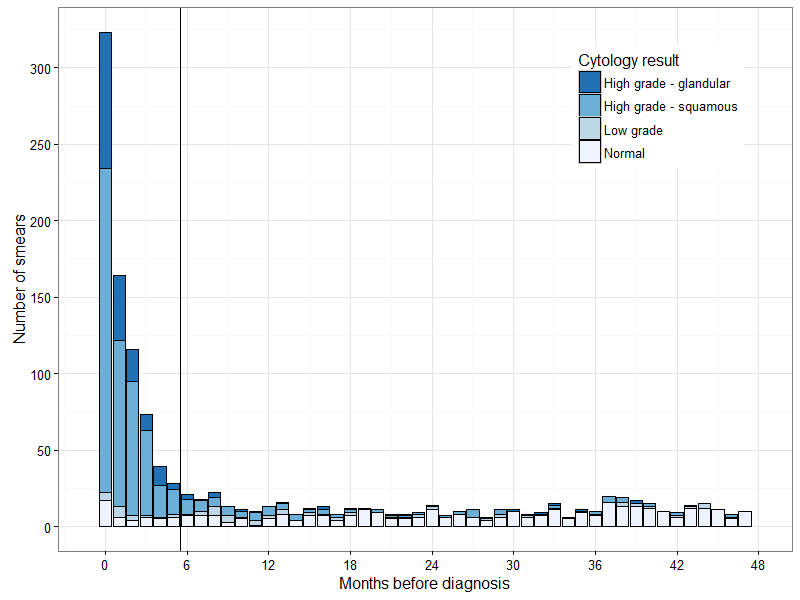 Cytology result
High grade - glandular
High grade - squamous
Low grade
Normal
Number of smears
300
250
200
150
100
50
0
0 6 12 18 24 30 36 42 48
Months before diagnosis